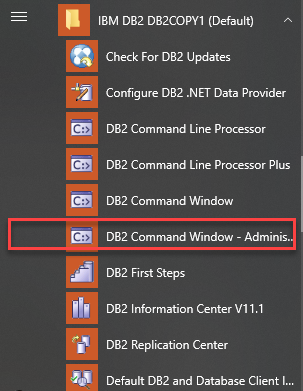 IBM DB2 DB2COPY1 (Default)
Check For DB2 Updates
Configure DB2 .NET Data Provider
DB2 Command Line Processor
DB2 Command Line Processor Plus
DB2 Command Window
DB2 Command Window - Adminis...
DB2 First Steps
DB2 Information Center V11.1
DB2 Replication Center
Default DB2 and Database Client I...